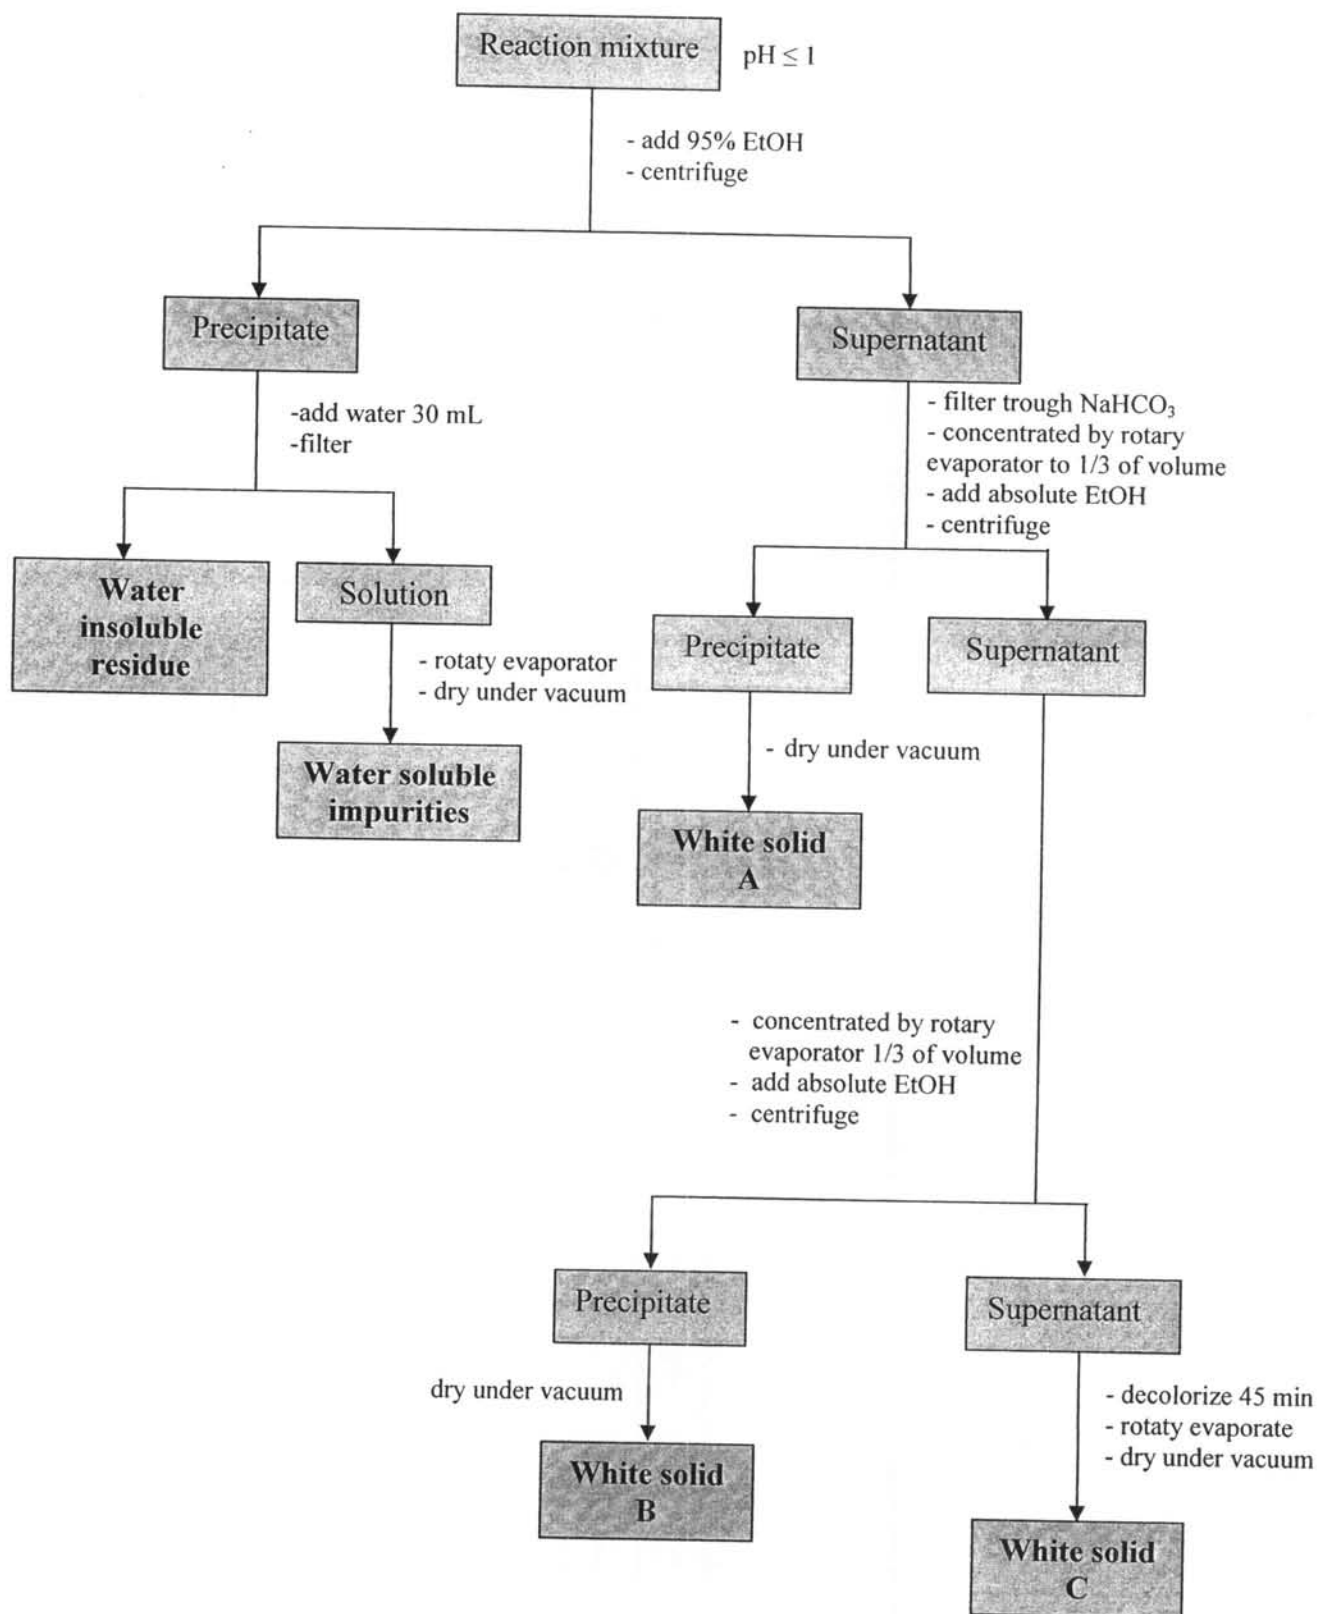 Reaction mixture
pH ≤ 1
- add 95% EtOH
- centrifuge
Precipitate
Supernatant
-add water 30 mL
-filter
- filter trough NaHCO₃
- concentrated by rotary
evaporator to 1/3 of volume
- add absolute EtOH
- centrifuge
Water
insoluble
residue
Solution
Precipitate
Supernatant
- rotaty evaporator
- dry under vacuum
- dry under vacuum
Water soluble
impurities
White solid
A
- concentrated by rotary
evaporator 1/3 of volume
- add absolute EtOH
- centrifuge
Precipitate
Supernatant
dry under vacuum
- decolorize 45 min
- rotaty evaporate
- dry under vacuum
White solid
B
White solid
C